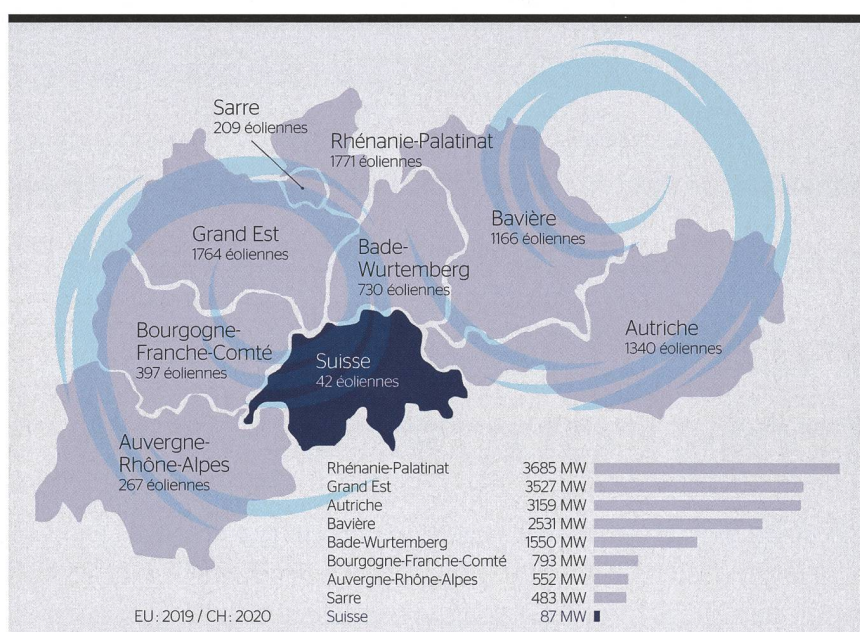 Sarre
209 éoliennes
Rhénanie-Palatinat
1771 éoliennes
Grand Est
1764 éoliennes
Bade-
Wurtemberg
730 éoliennes
Bavière
1166 éoliennes
Bourgogne-
Franche-Comté
397 éoliennes
Suisse
42 éoliennes
Autriche
1340 éoliennes
Auvergne-
Rhône-Alpes
267 éoliennes
Rhénanie-Palatinat 3685 MW
Grand Est 3527 MW
Autriche 3159 MW
Bavière 2531 MW
Bade-Wurtemberg 1550 MW
Bourgogne-Franche-Comté 793 MW
Auvergne-Rhône-Alpes 552 MW
Sarre 483 MW
Suisse 87 MW
EU: 2019 / CH: 2020